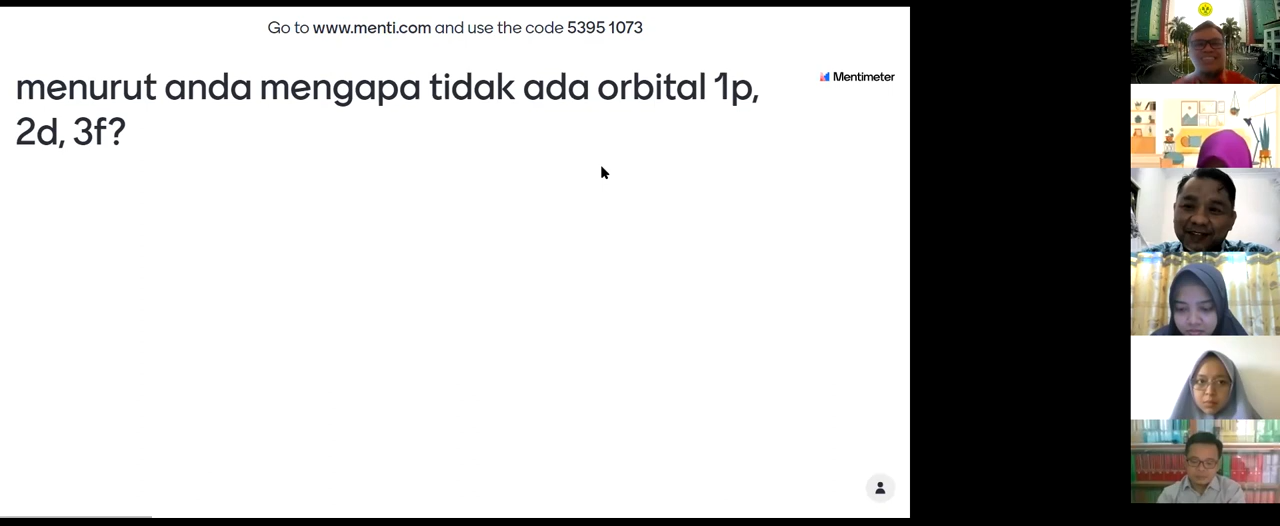 Go to www.menti.com and use the code 5395 1073
menurut anda mengapa tidak ada orbital 1p,
2d, 3f?
Mentimeter